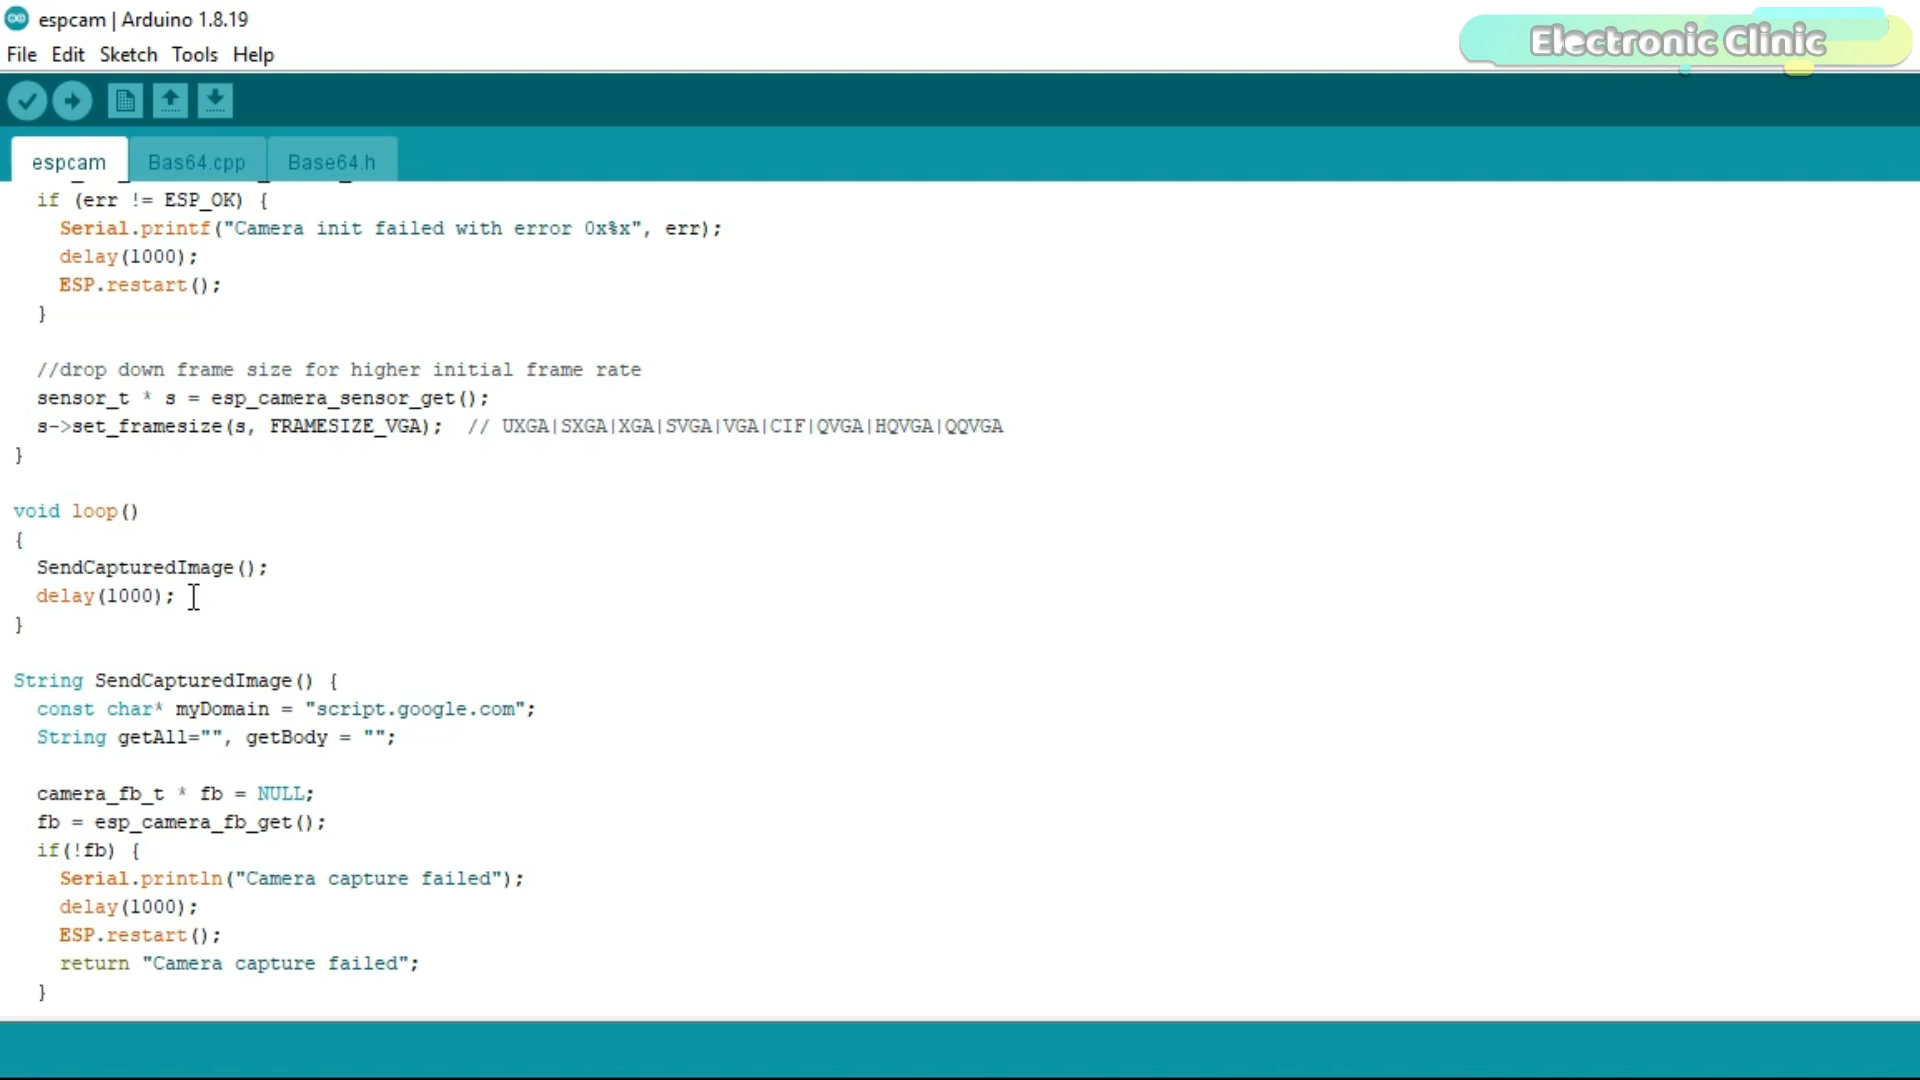 espcam | Arduino 1.8.19
Electronic Clinic
File Edit Sketch Tools Help
espcam Bas64.cpp Base64.h
if (err != ESP_OK) {
Serial.printf("Camera init failed with error 0x%x", err);
delay(1000);
ESP.restart();
}
//drop down frame size for higher initial frame rate
sensor_t * s = esp_camera_sensor_get();
s->set_framesize(s, FRAMESIZE_VGA);  // UXGA|SXGA|XGA|SVGA|VGA|CIF|QVGA|HQVGA|QQVGA
}
void loop()
{
SendCapturedImage();
delay(1000);
}
String SendCapturedImage() {
const char* myDomain = "script.google.com";
String getAll="", getBody = "";
camera_fb_t * fb = NULL;
fb = esp_camera_fb_get();
if(!fb) {
Serial.println("Camera capture failed");
delay(1000);
ESP.restart();
return "Camera capture failed";
}